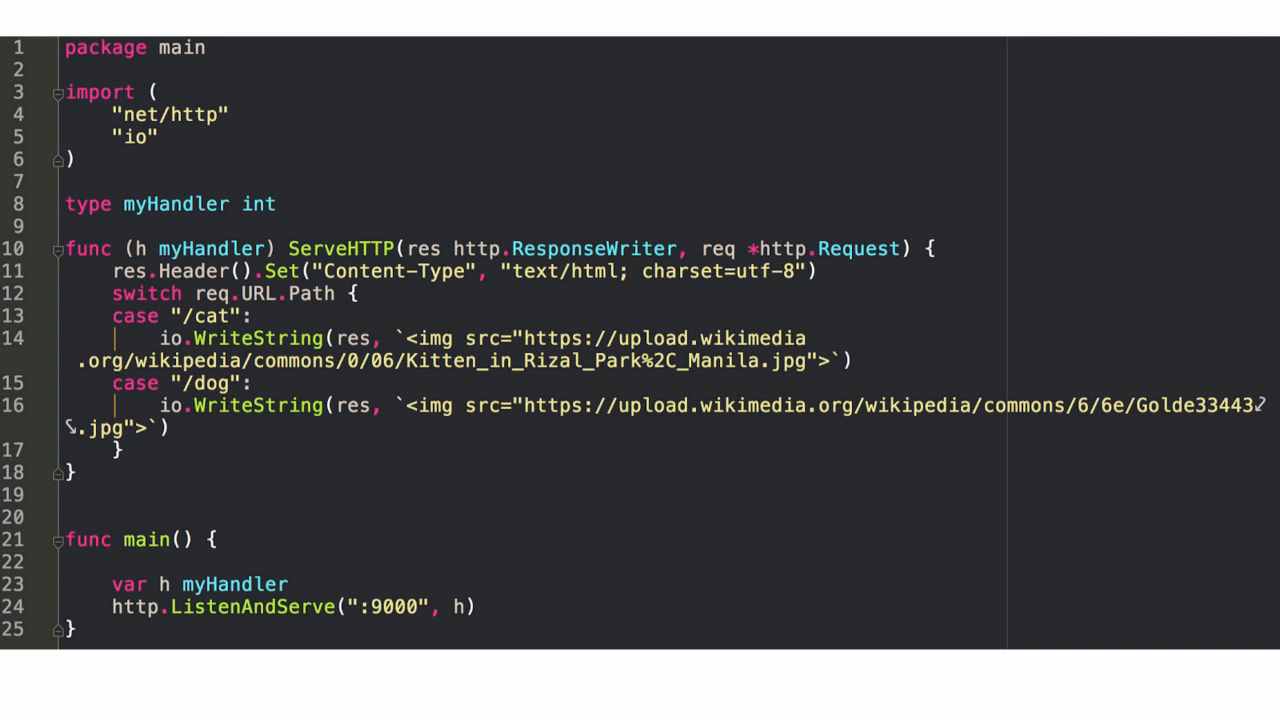 1 package main
2
3 import (
4 "net/http"
5 "io"
6 )
7
8 type myHandler int
9
10 func (h myHandler) ServeHTTP(res http.ResponseWriter, req *http.Request) {
11 res.Header().Set("Content-Type", "text/html; charset=utf-8")
12 switch req.URL.Path {
13 case "/cat":
14 io.WriteString(res, `<img src="https://upload.wikimedia
.org/wikipedia/commons/0/06/Kitten_in_Rizal_Park%2C_Manila.jpg">`)
15 case "/dog":
16 io.WriteString(res, `<img src="https://upload.wikimedia.org/wikipedia/commons/6/6e/Golde33443
.jpg">`)
17 }
18 }
19
20
21 func main() {
22
23 var h myHandler
24 http.ListenAndServe(":9000", h)
25 }